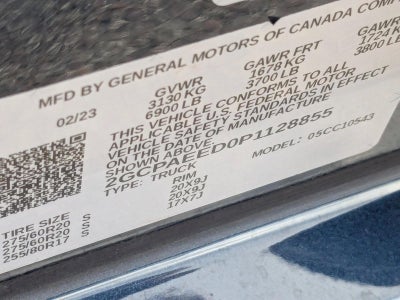 MFD BY GENERAL MOTORS OF CANADA COMP
02/23
GVWR
3130 KG
6900 LB
GAWR FRT
1678 KG
3700 LB
GAWR
1724 K
3800 LB
THIS VEHICLE CONFORMS TO ALL
APPLICABLE U.S. FEDERAL MOTOR
VEHICLE SAFETY STANDARDS IN EFFECT
ON THE DATE OF MANUFACTURE
SHOWN ABOVE.
2GCPAEED0P1128855
TYPE: TRUCK
MODEL: 05CC10543
TIRE SIZE
RIM
275/60R20 S 20X9J
275/60R20 S 20X9J
255/80R17 S 17X7J